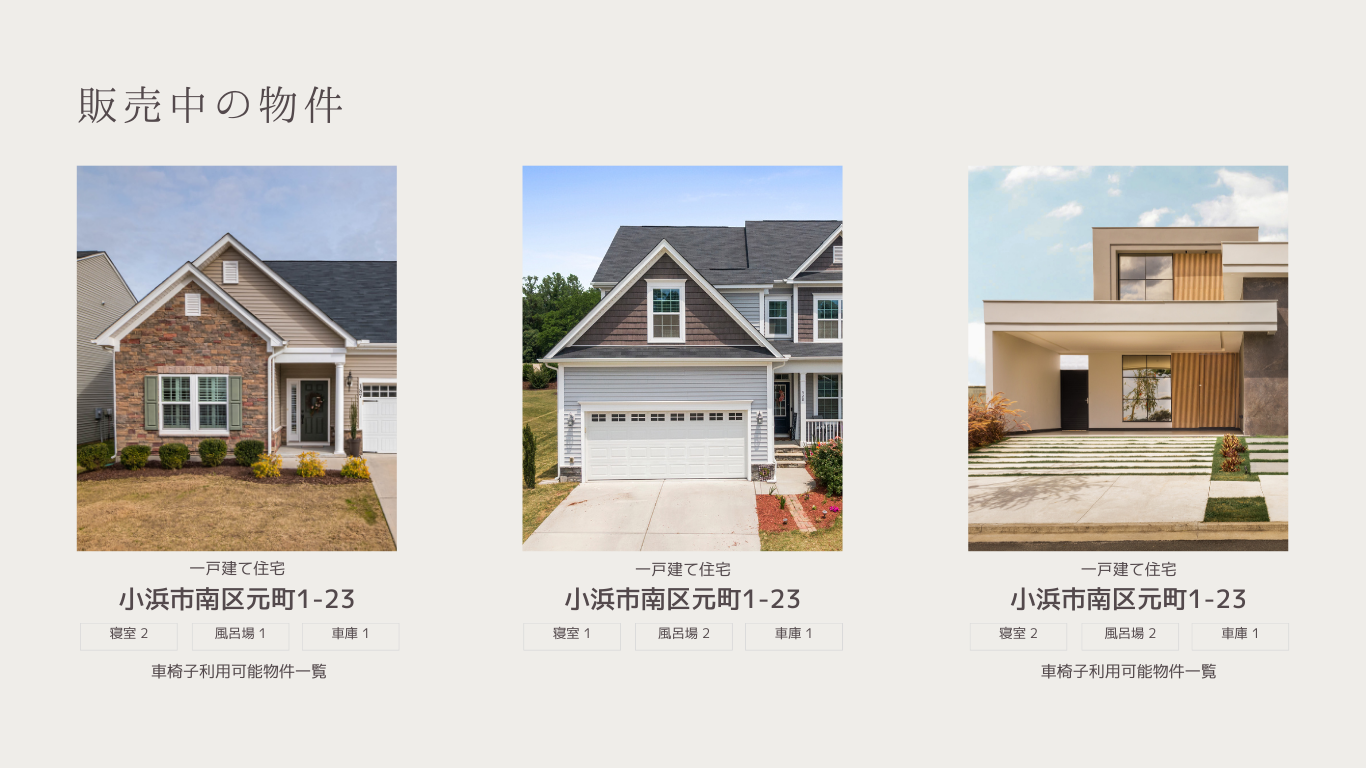 販売中の物件
一戸建て住宅
小浜市南区元町1-23
寝室 2
風呂場 1
車庫 1
車椅子利用可能物件一覧
一戸建て住宅
小浜市南区元町1-23
寝室 1
風呂場 2
車庫 1
一戸建て住宅
小浜市南区元町1-23
寝室 2
風呂場 2
車庫 1
車椅子利用可能物件一覧